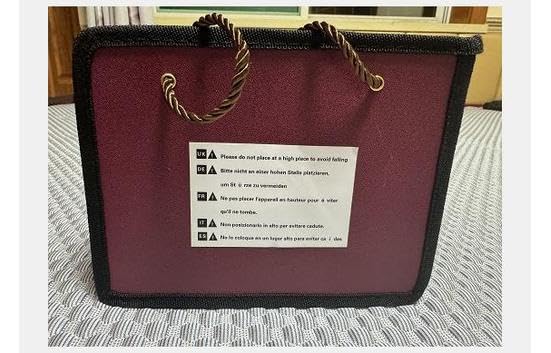 UK Please do not place at a high place to avoid falling
DE Bitte nicht an einer hohen Stelle platzieren,
um St ü rze zu vermeiden
FR Ne pas placer l'appareil en hauteur pour é viter
qu'il ne tombe.
IT Non posizionarlo in alto per evitare cadute.
ES No lo coloque en un lugar alto para evitar ca í das